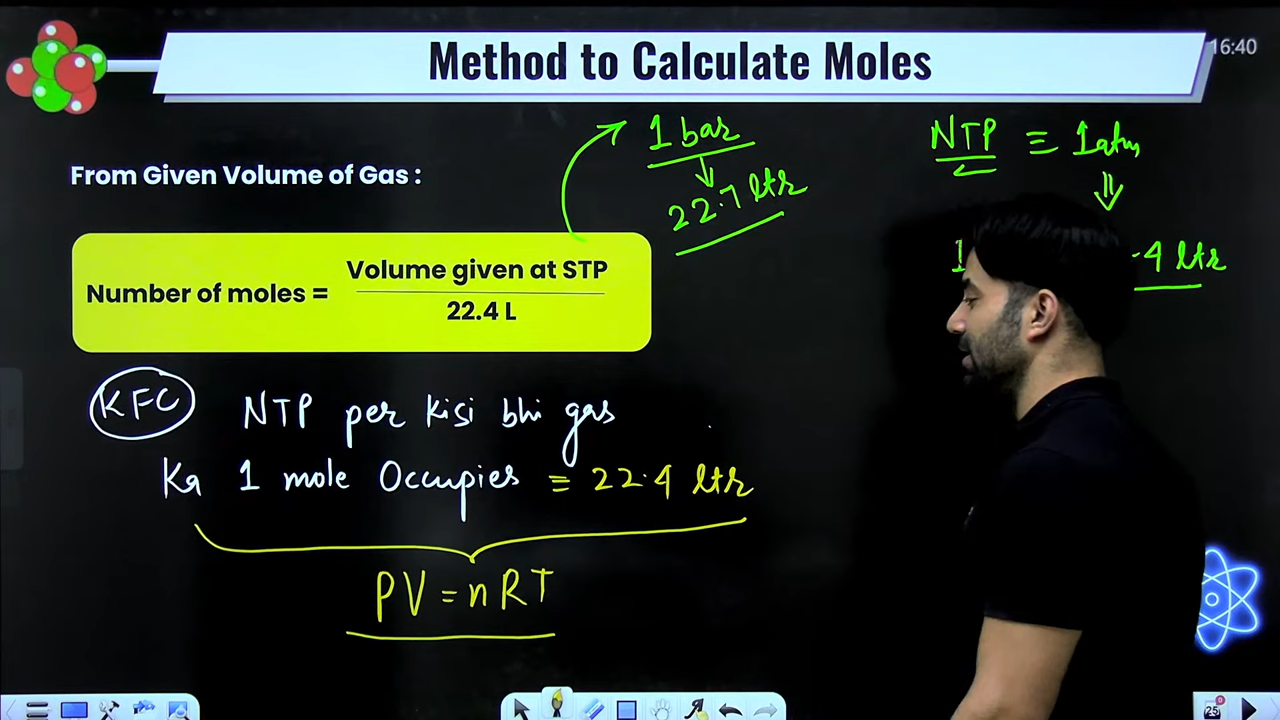 Method to Calculate Moles
16:40
1 bar
22.7 ltr
NTP ≡ 1atm
⇓
1 .4 ltr
From Given Volume of Gas :
Number of moles = Volume given at STP
22.4 L
KFC NTP per kisi bhi gas
Ka 1 mole Occupies = 22.4 ltr
PV = nRT
25